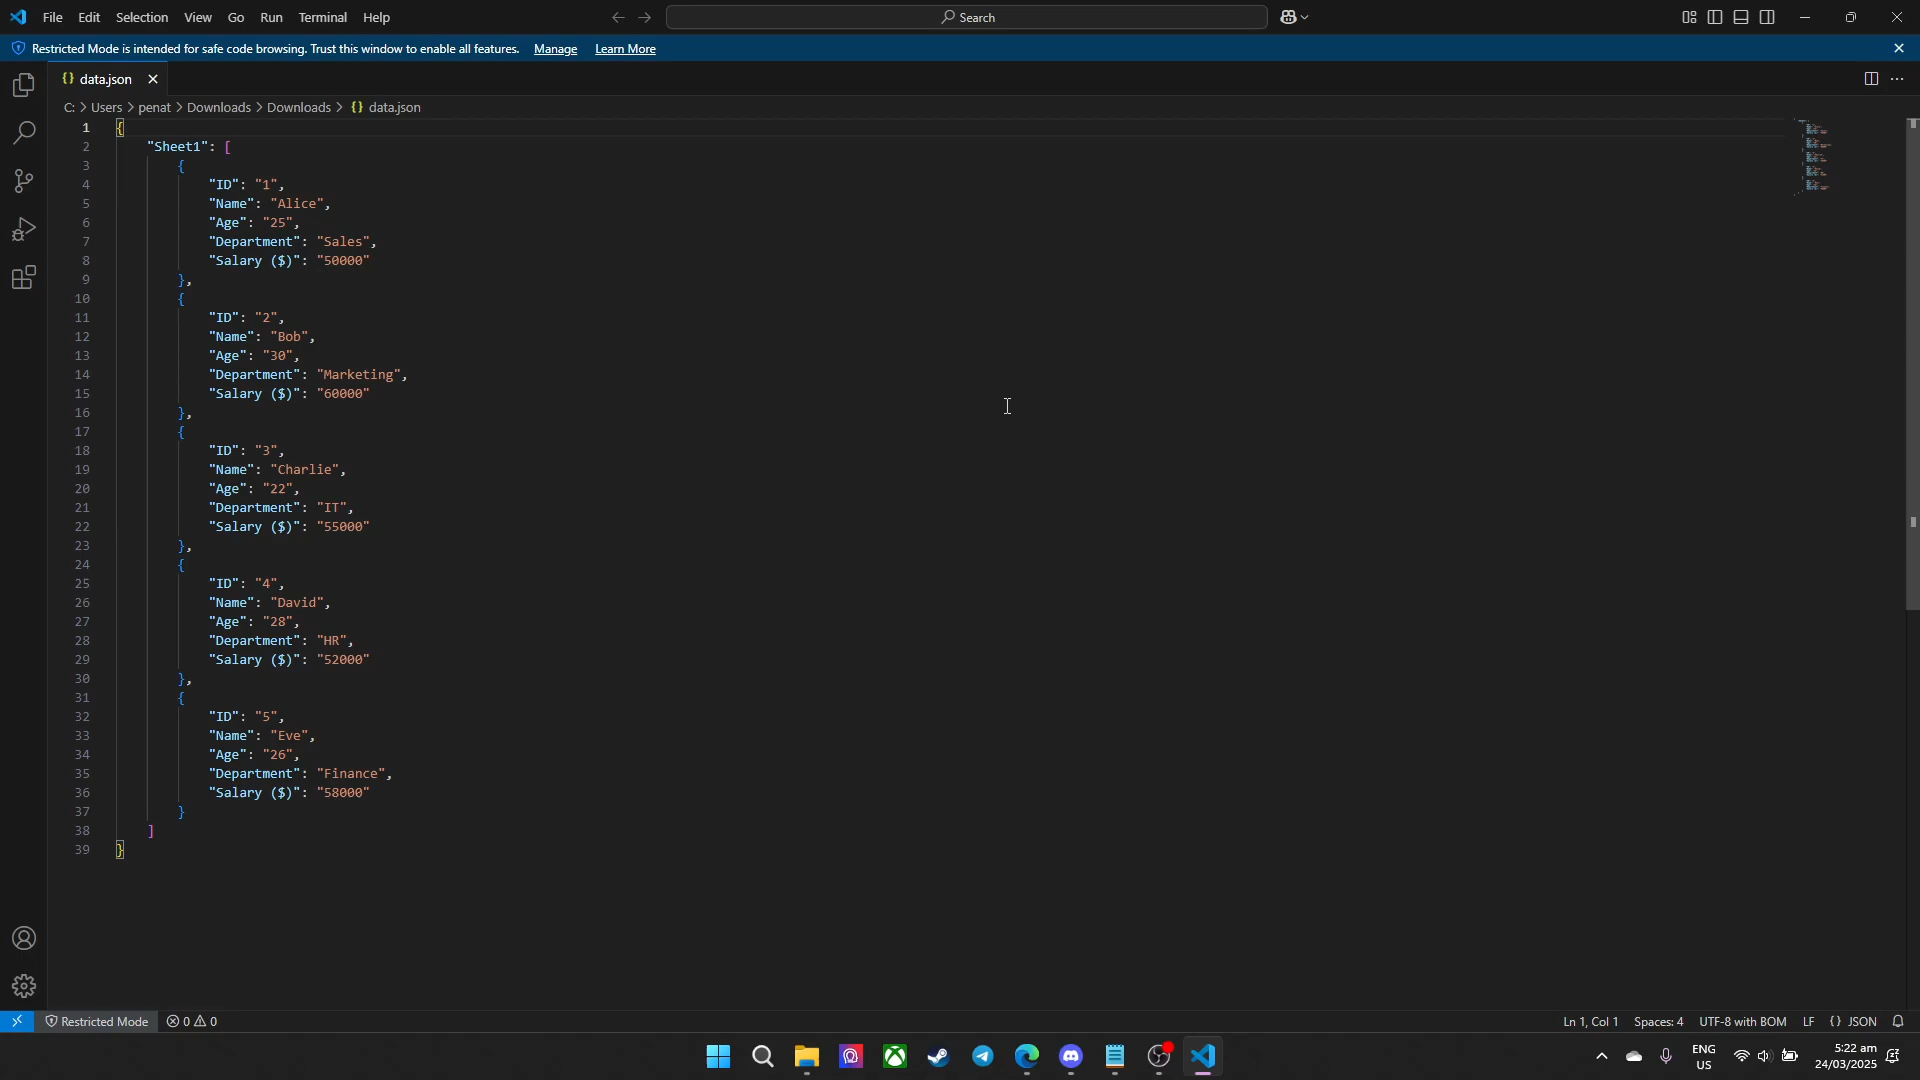 File Edit Selection View Go Run Terminal Help Search
Restricted Mode is intended for safe code browsing. Trust this window to enable all features. Manage Learn More
{} data.json
C: > Users > penat > Downloads > Downloads > {} data.json
1 {
2 "Sheet1": [
3 {
4 "ID": "1",
5 "Name": "Alice",
6 "Age": "25",
7 "Department": "Sales",
8 "Salary ($)": "50000"
9 },
10 {
11 "ID": "2",
12 "Name": "Bob",
13 "Age": "30",
14 "Department": "Marketing",
15 "Salary ($)": "60000"
16 },
17 {
18 "ID": "3",
19 "Name": "Charlie",
20 "Age": "22",
21 "Department": "IT",
22 "Salary ($)": "55000"
23 },
24 {
25 "ID": "4",
26 "Name": "David",
27 "Age": "28",
28 "Department": "HR",
29 "Salary ($)": "52000"
30 },
31 {
32 "ID": "5",
33 "Name": "Eve",
34 "Age": "26",
35 "Department": "Finance",
36 "Salary ($)": "58000"
37 }
38 ]
39 }
Restricted Mode 0 0 Ln 1, Col 1 Spaces: 4 UTF-8 with BOM LF {} JSON
ENG
US
5:22 am
24/03/2025